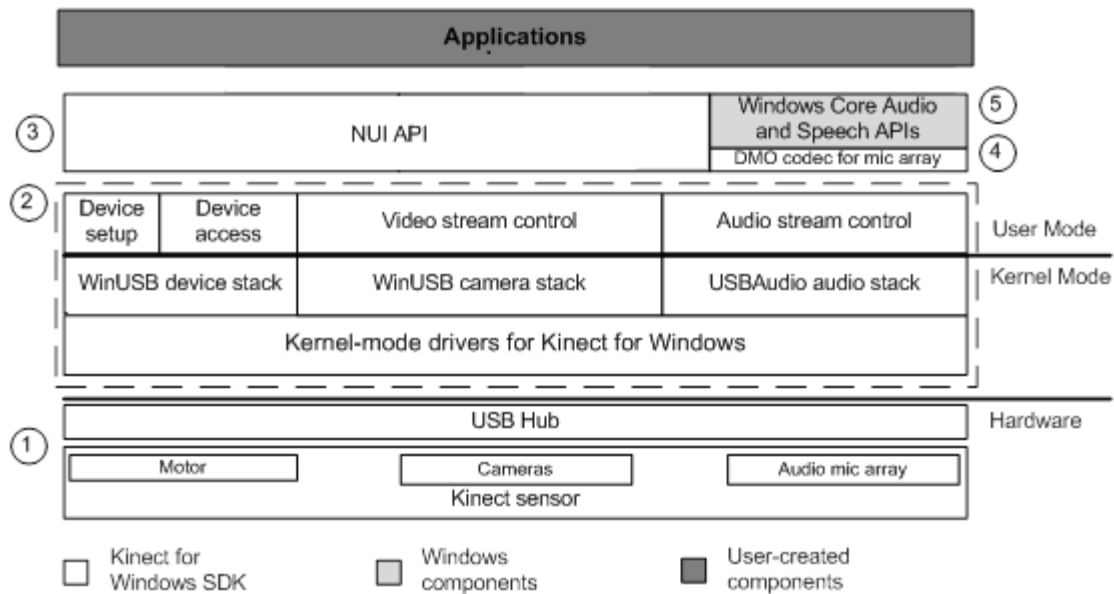 Applications
3
NUI API
Windows Core Audio
and Speech APIs
5
DMO codec for mic array
4
2
Device
setup
Device
access
Video stream control
Audio stream control
User Mode
WinUSB device stack
WinUSB camera stack
USBAudio audio stack
Kernel Mode
Kernel-mode drivers for Kinect for Windows
USB Hub
Hardware
1
Motor
Cameras
Audio mic array
Kinect sensor
Kinect for
Windows SDK
Windows
components
User-created
components